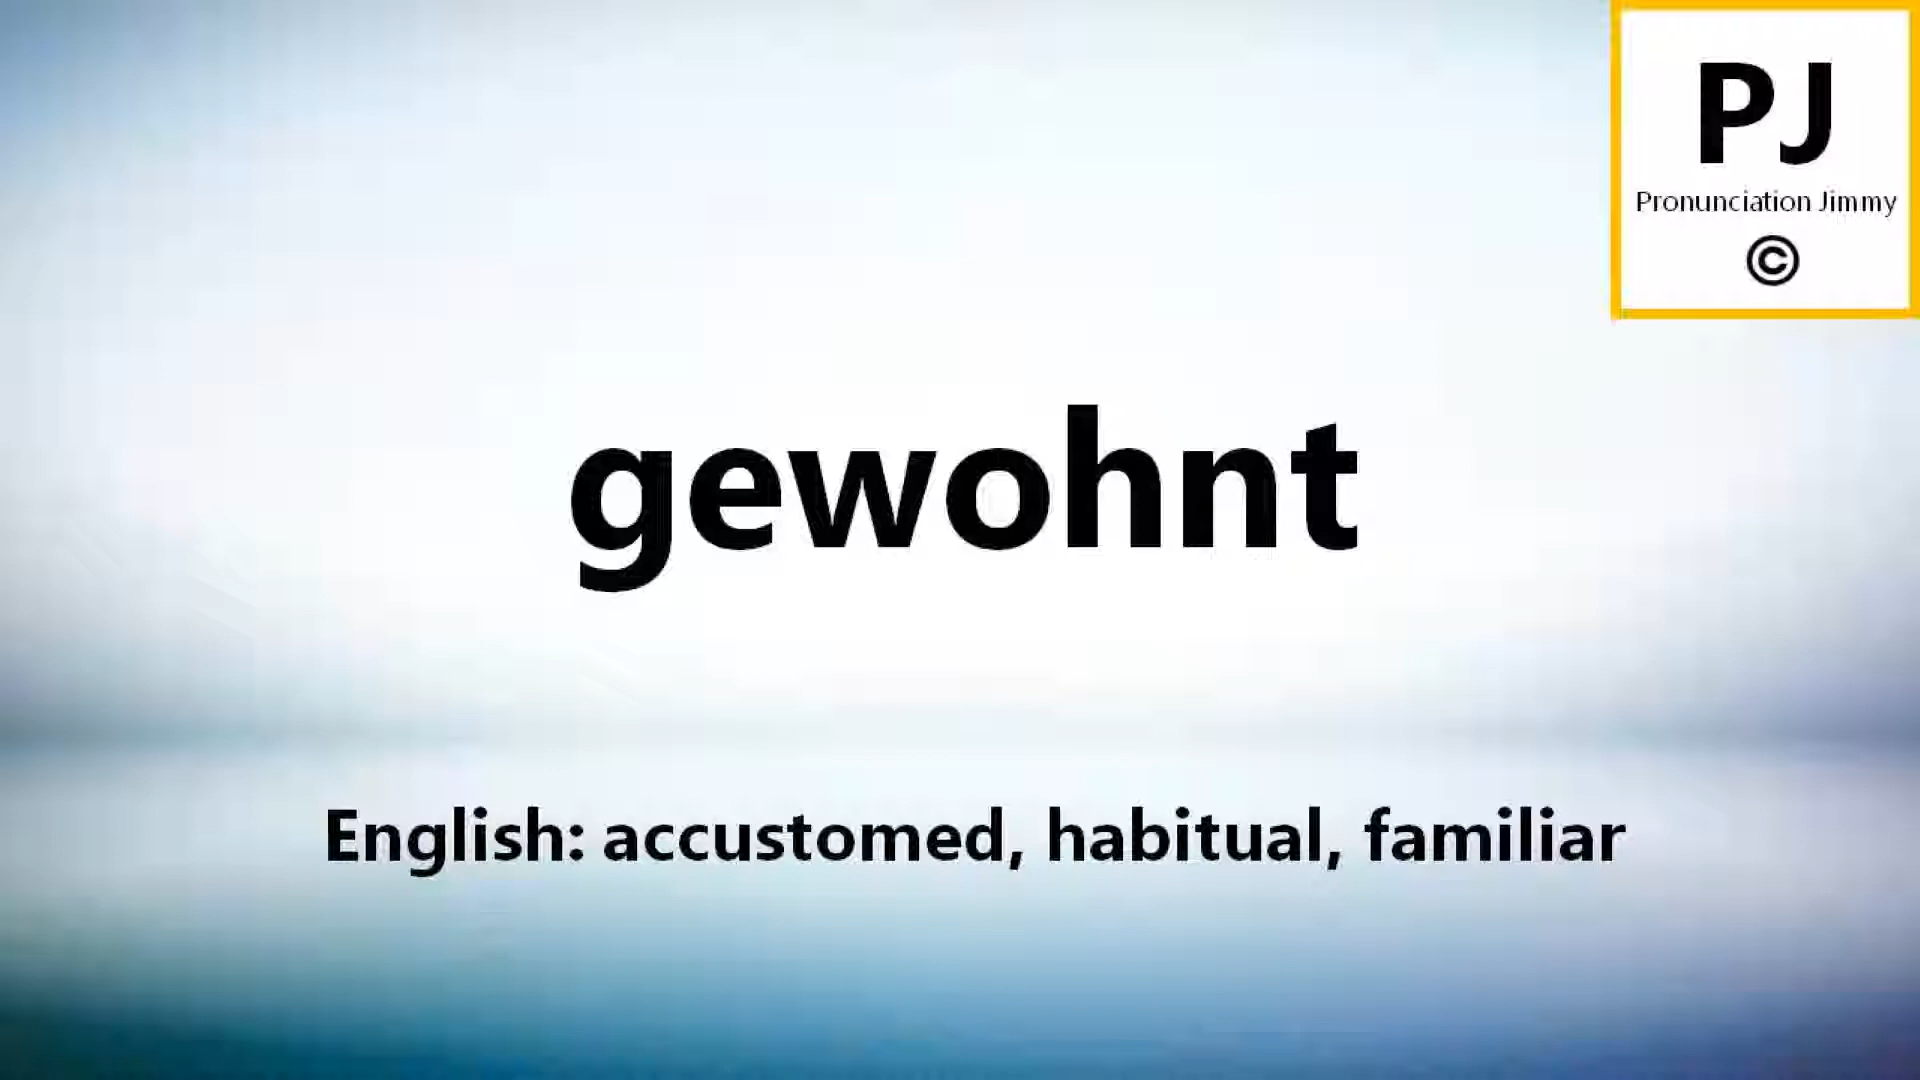 PJ
Pronunciation Jimmy
©
gewohnt
English: accustomed, habitual, familiar